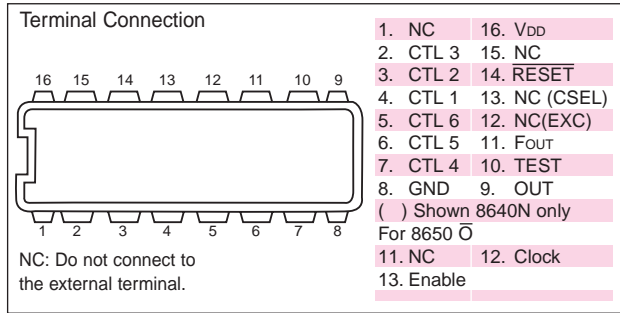 Terminal Connection
16 15 14 13 12 11 10 9
1 2 3 4 5 6 7 8
NC: Do not connect to
the external terminal.
1. NC 16. VDD
2. CTL 3 15. NC
3. CTL 2 14. R̅E̅S̅E̅T̅
4. CTL 1 13. NC (CSEL)
5. CTL 6 12. NC(EXC)
6. CTL 5 11. FOUT
7. CTL 4 10. TEST
8. GND 9. OUT
( ) Shown 8640N only
For 8650 O̅
11. NC 12. Clock
13. Enable